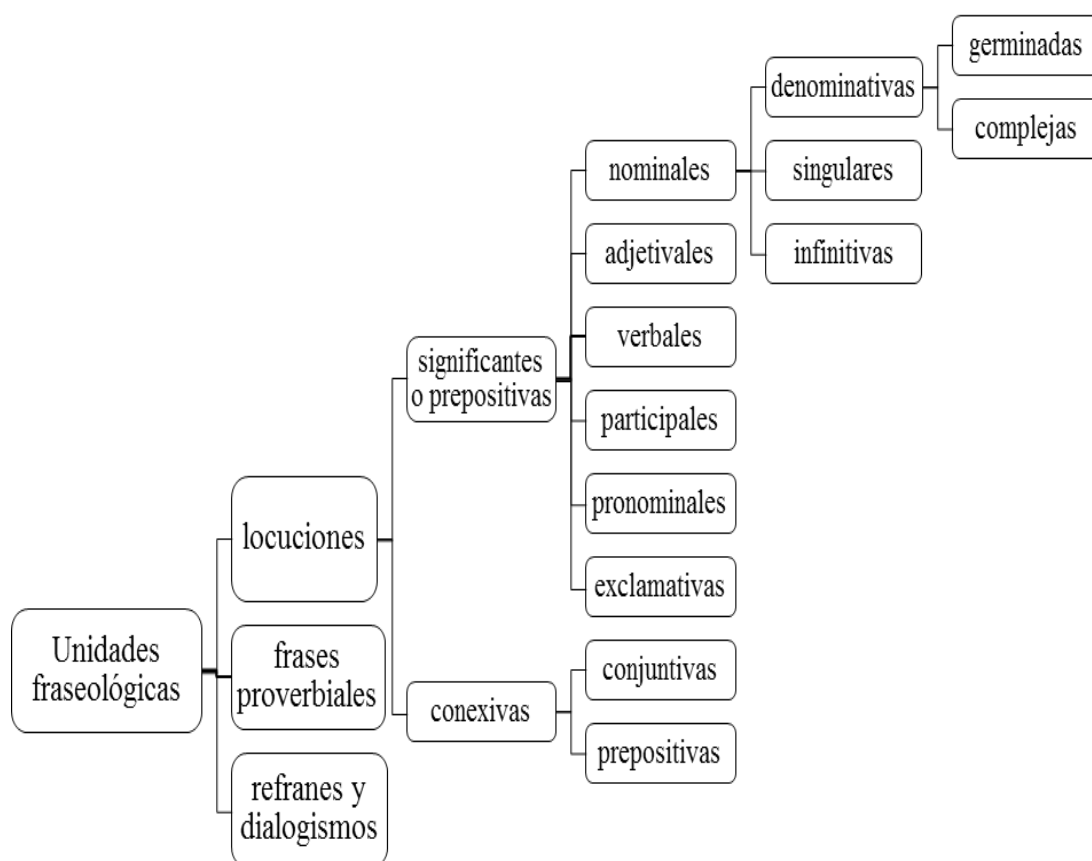 Unidades
fraseológicas
locuciones
significantes
o prepositivas
nominales
denominativas
germinadas
complejas
singulares
infinitivas
adjetivales
verbales
participales
pronominales
exclamativas
conexivas
conjuntivas
prepositivas
frases
proverbiales
refranes y
dialogismos